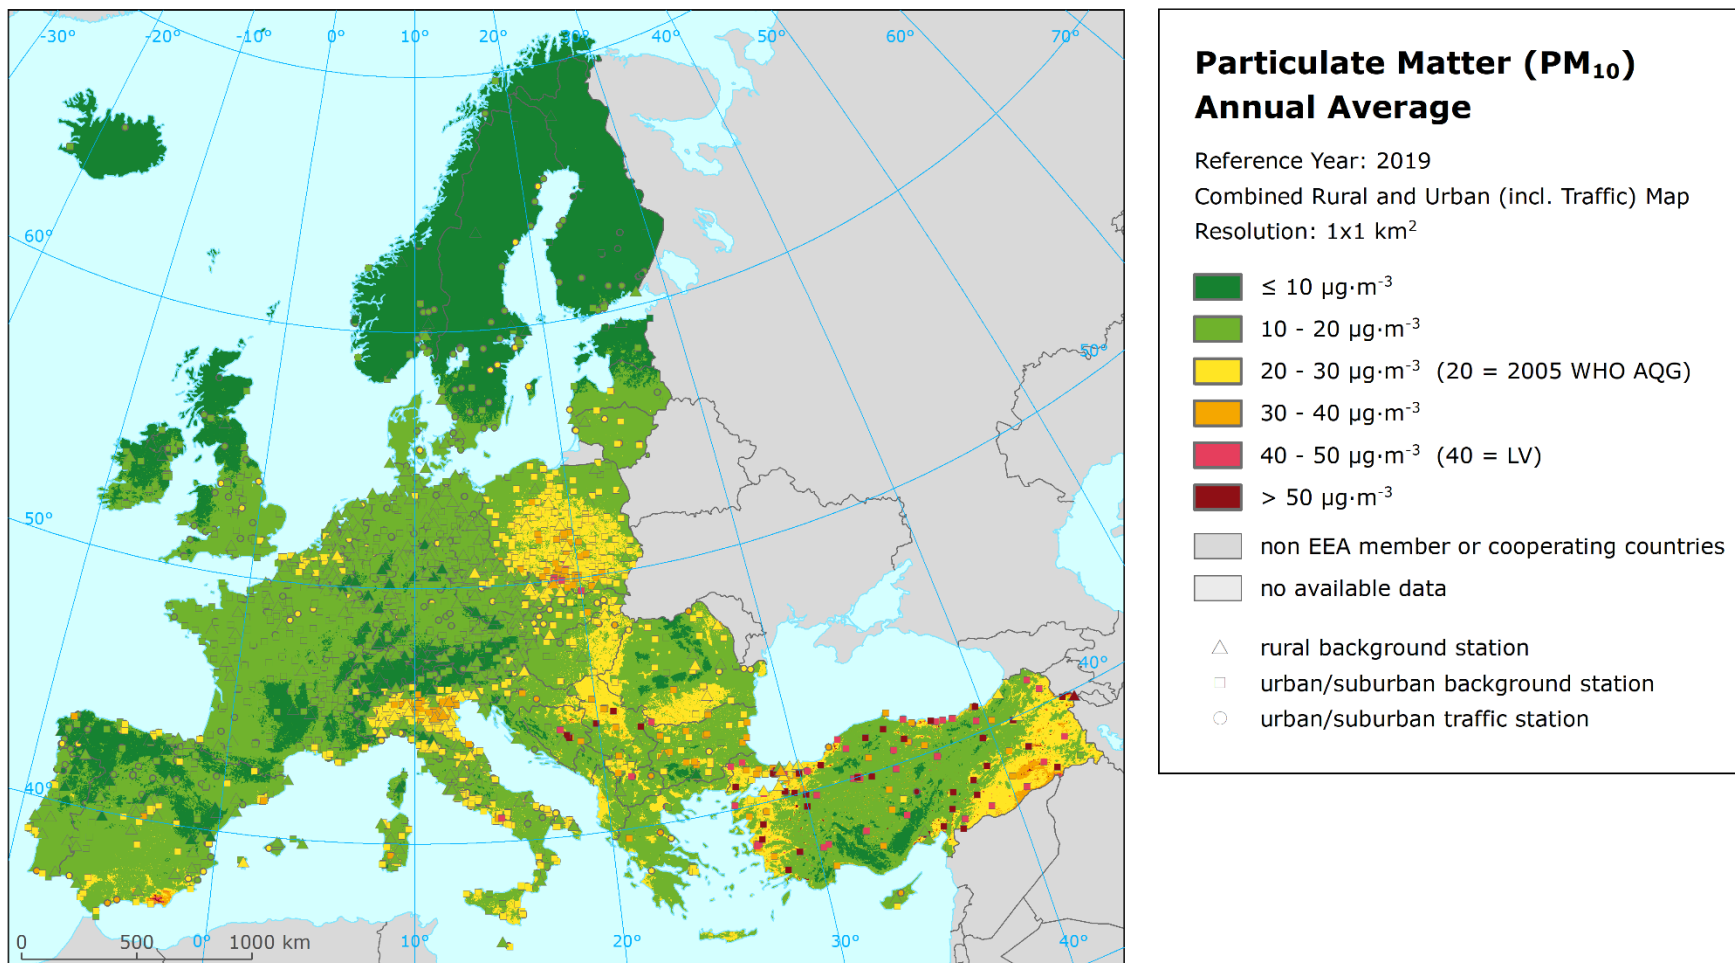 -30°
-20°
-10°
0°
10°
20°
30°
40°
50°
60°
70°
60°
50°
50°
40°
40°
0
500
0°
1000 km
10°
20°
30°
40°
Particulate Matter (PM₁₀)
Annual Average
Reference Year: 2019
Combined Rural and Urban (incl. Traffic) Map
Resolution: 1x1 km²
≤ 10 µg·m⁻³
10 - 20 µg·m⁻³
20 - 30 µg·m⁻³ (20 = 2005 WHO AQG)
30 - 40 µg·m⁻³
40 - 50 µg·m⁻³ (40 = LV)
> 50 µg·m⁻³
non EEA member or cooperating countries
no available data
rural background station
urban/suburban background station
urban/suburban traffic station